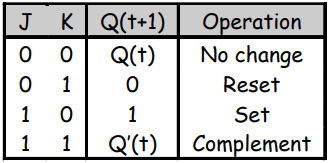 J K Q(t+1) Operation
0 0 Q(t) No change
0 1 0 Reset
1 0 1 Set
1 1 Q'(t) Complement